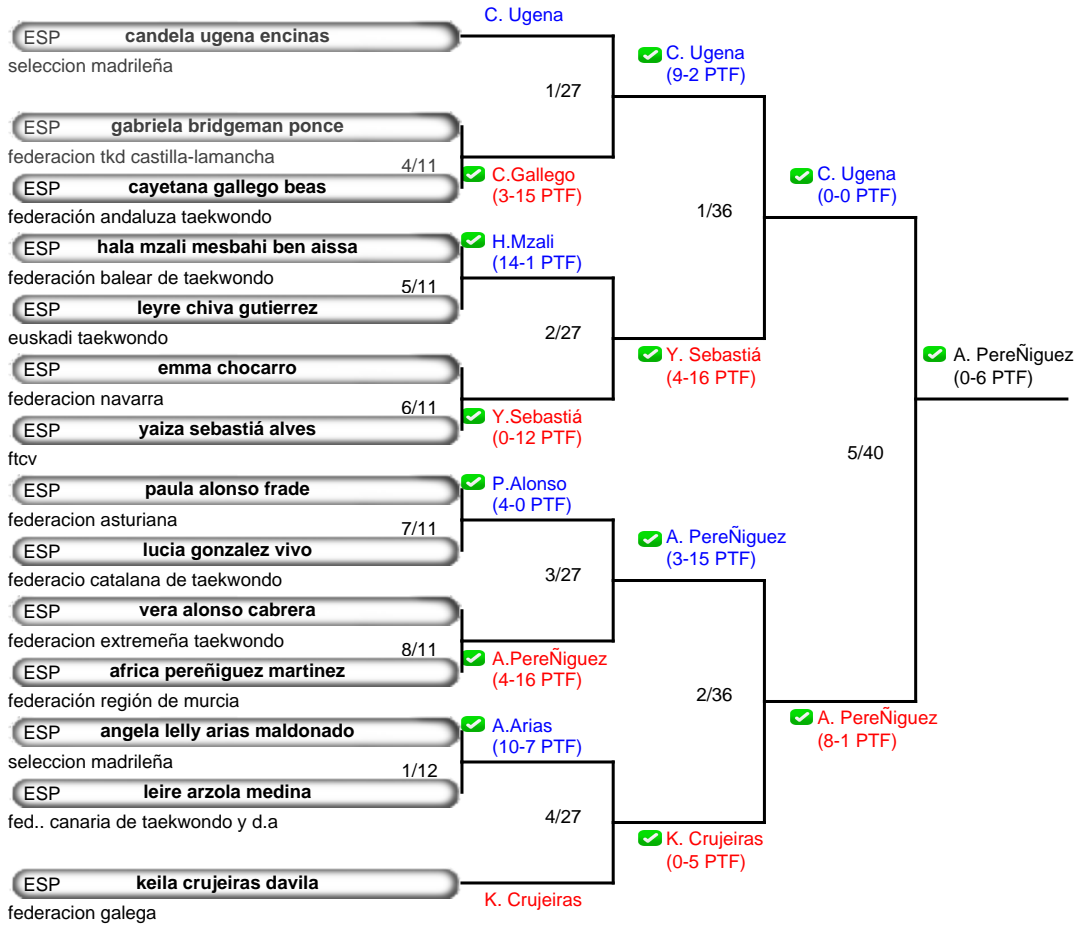 C. Ugena
ESP candela ugena encinas
seleccion madrileña
C. Ugena
(9-2 PTF)
1/27
ESP gabriela bridgeman ponce
federacion tkd castilla-lamancha
4/11
C.Gallego
(3-15 PTF)
ESP cayetana gallego beas
federación andaluza taekwondo
C. Ugena
(0-0 PTF)
1/36
ESP hala mzali mesbahi ben aissa
H.Mzali
(14-1 PTF)
federación balear de taekwondo
5/11
ESP leyre chiva gutierrez
euskadi taekwondo
2/27
Y. Sebastiá
(4-16 PTF)
ESP emma chocarro
federacion navarra
6/11
Y.Sebastiá
(0-12 PTF)
ESP yaiza sebastiá alves
ftcv
A. PereÑiguez
(0-6 PTF)
5/40
ESP paula alonso frade
P.Alonso
(4-0 PTF)
federacion asturiana
7/11
ESP lucia gonzalez vivo
federacio catalana de taekwondo
A. PereÑiguez
(3-15 PTF)
3/27
ESP vera alonso cabrera
federacion extremeña taekwondo
8/11
A.PereÑiguez
(4-16 PTF)
ESP africa pereñiguez martinez
federación región de murcia
2/36
A. PereÑiguez
(8-1 PTF)
ESP angela lelly arias maldonado
A.Arias
(10-7 PTF)
seleccion madrileña
1/12
ESP leire arzola medina
fed.. canaria de taekwondo y d.a
4/27
K. Crujeiras
(0-5 PTF)
ESP keila crujeiras davila
K. Crujeiras
federacion galega